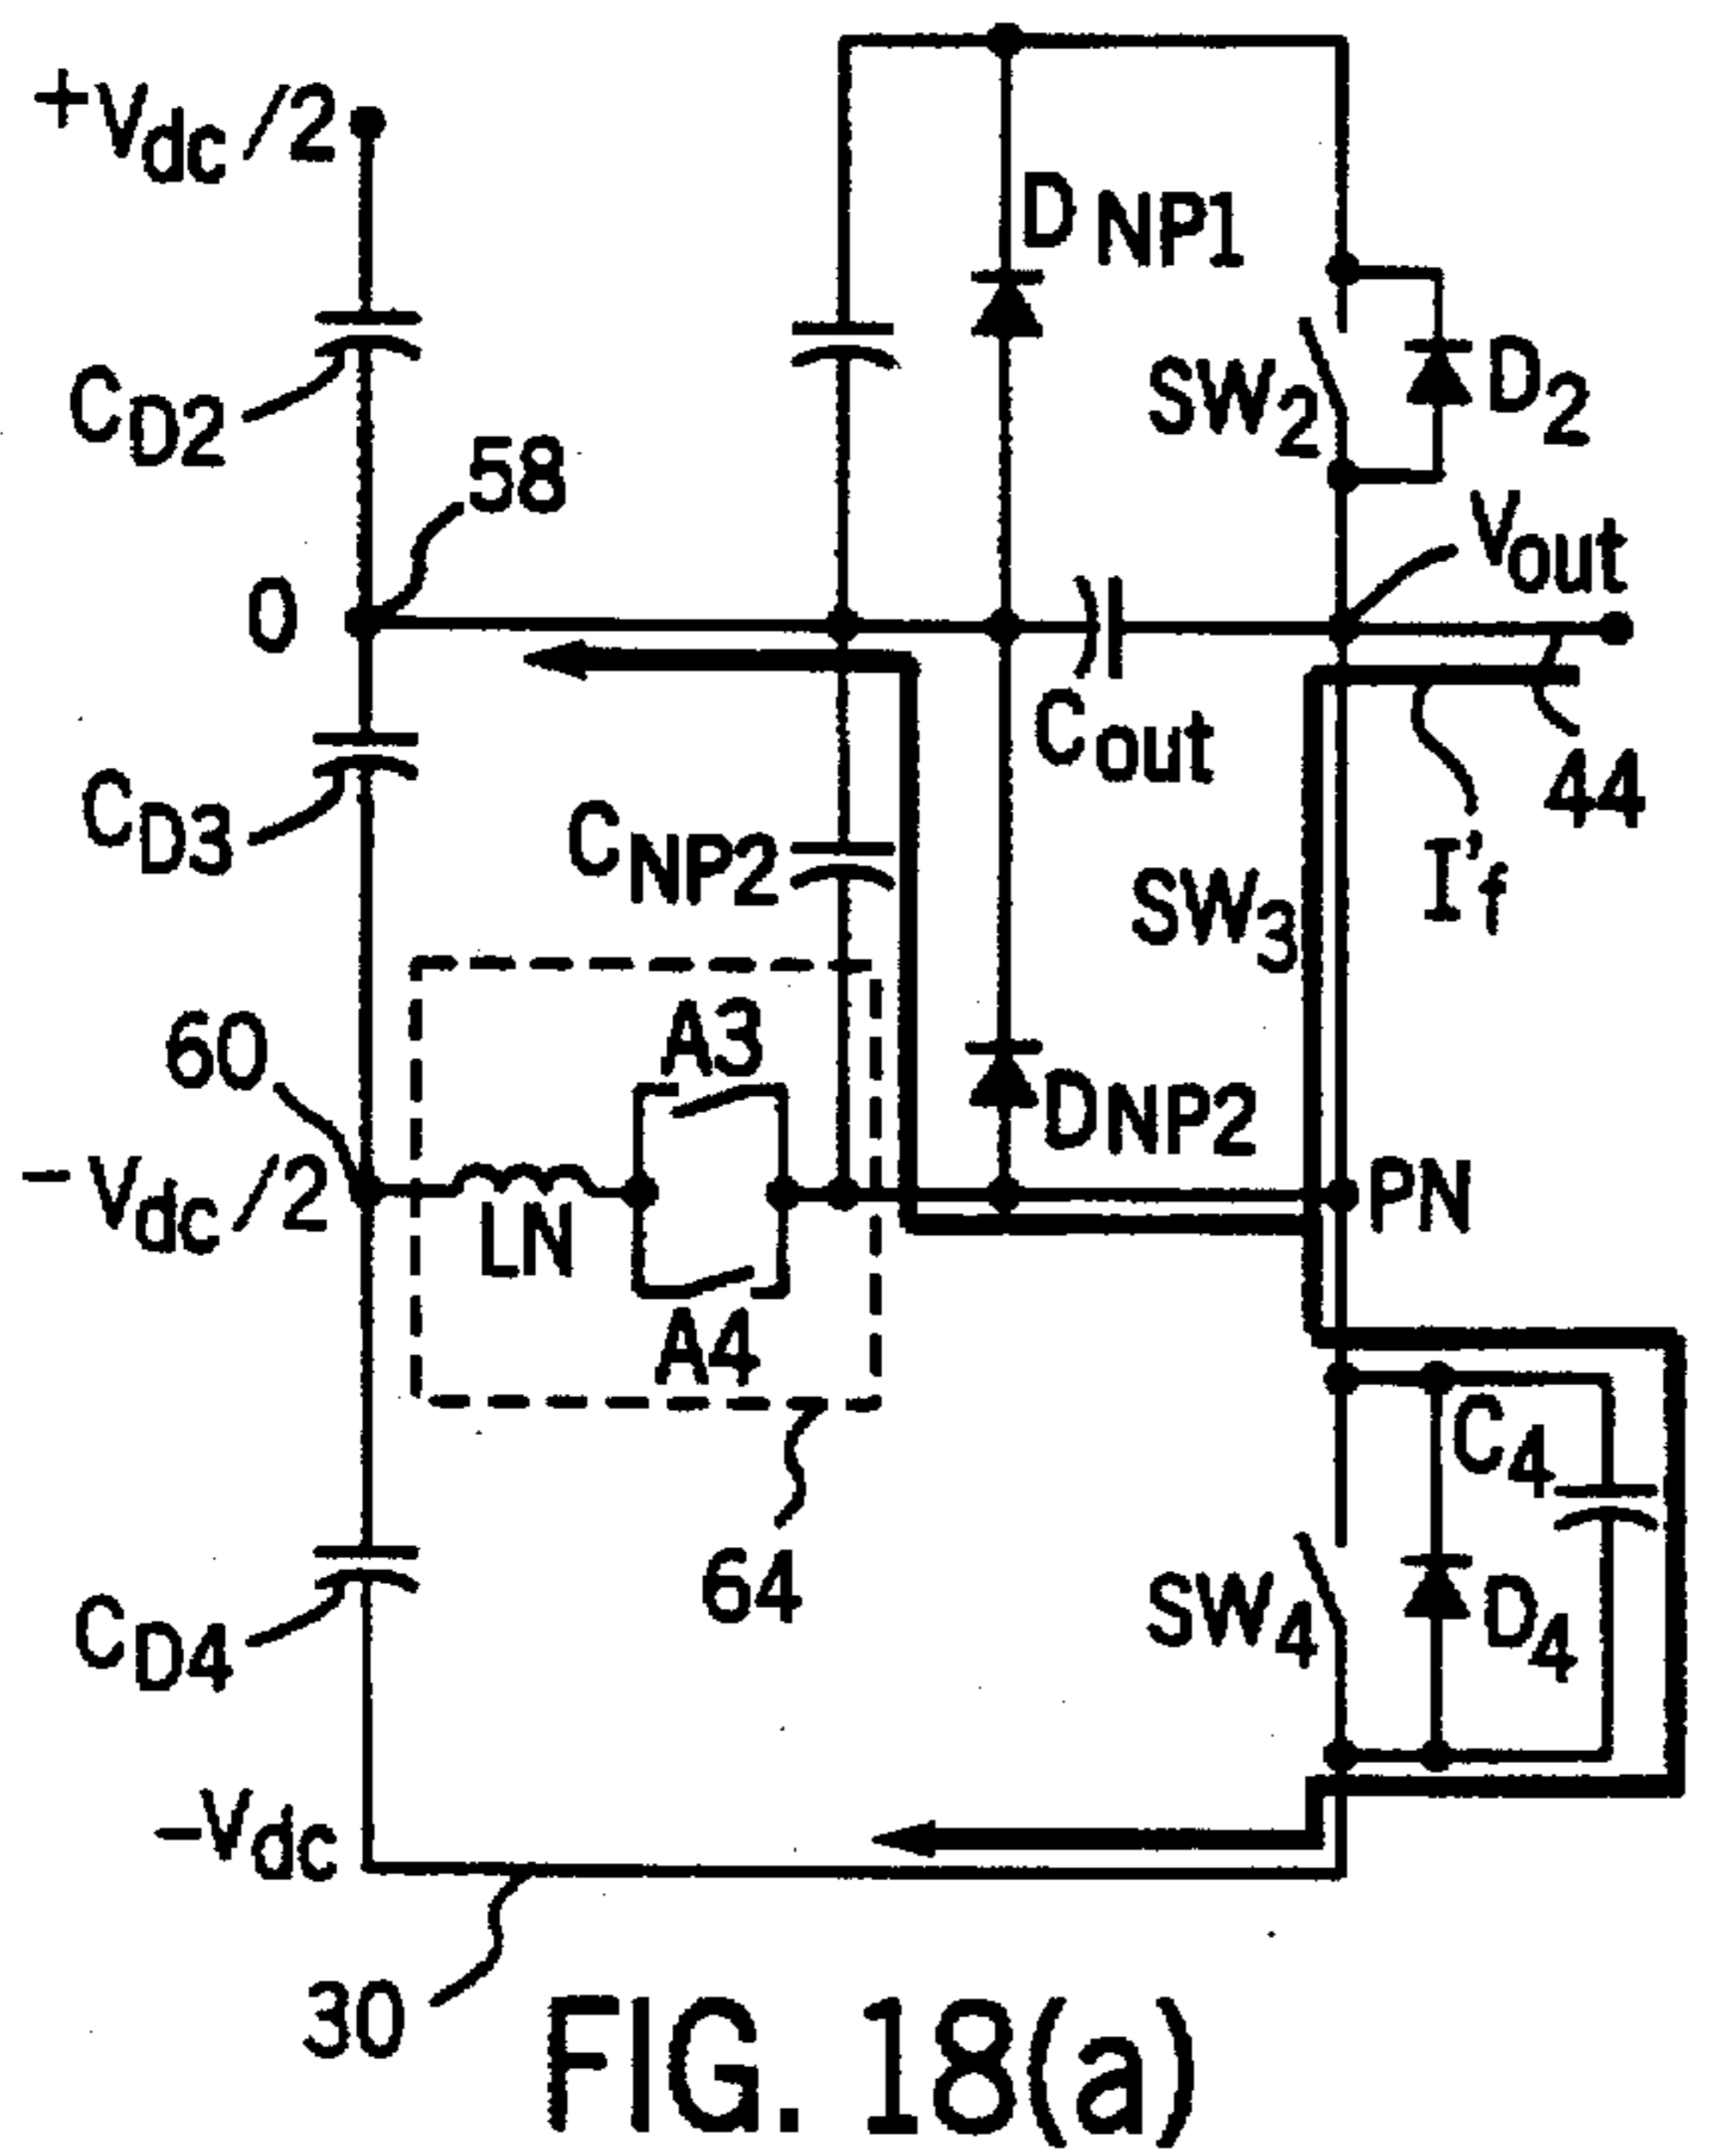 +Vdc/2
DNP1
SW2
D2
CD2
58
Vout
0
Cout
44
CD3
CNP2
I'f
SW3
A3
60
DNP2
-Vdc/2
LN
PN
A4
C4
64
SW4
D4
CD4
-Vdc
30
FIG. 18(a)